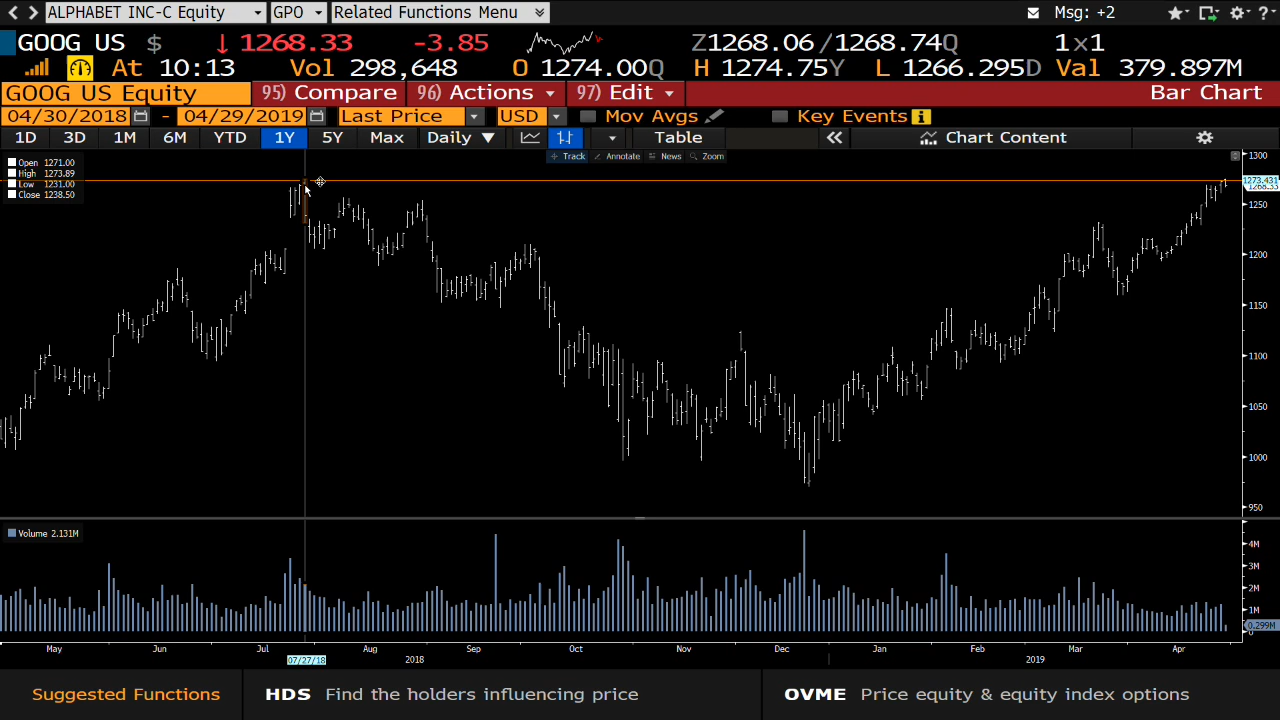 ALPHABET INC-C Equity GPO Related Functions Menu Msg: +2
GOOG US $ ↓ 1268.33 -3.85 Z1268.06 /1268.74Q 1x1
At 10:13 Vol 298,648 O 1274.00Q H 1274.75Y L 1266.295D Val 379.897M
GOOG US Equity 95) Compare 96) Actions 97) Edit Bar Chart
04/30/2018 - 04/29/2019 Last Price USD Mov Avgs Key Events
1D 3D 1M 6M YTD 1Y 5Y Max Daily ▼ Table « Chart Content
Track Annotate News Zoom
Open 1271.00
High 1273.89
Low 1231.00
Close 1238.50
1300
1273.431
1268.33
1250
1200
1150
1100
1050
1000
950
Volume 2.131M
4M
3M
2M
1M
0.299M
0
May Jun Jul Aug Sep Oct Nov Dec Jan Feb Mar Apr
07/27/18 2018 2019
Suggested Functions HDS Find the holders influencing price OVME Price equity & equity index options